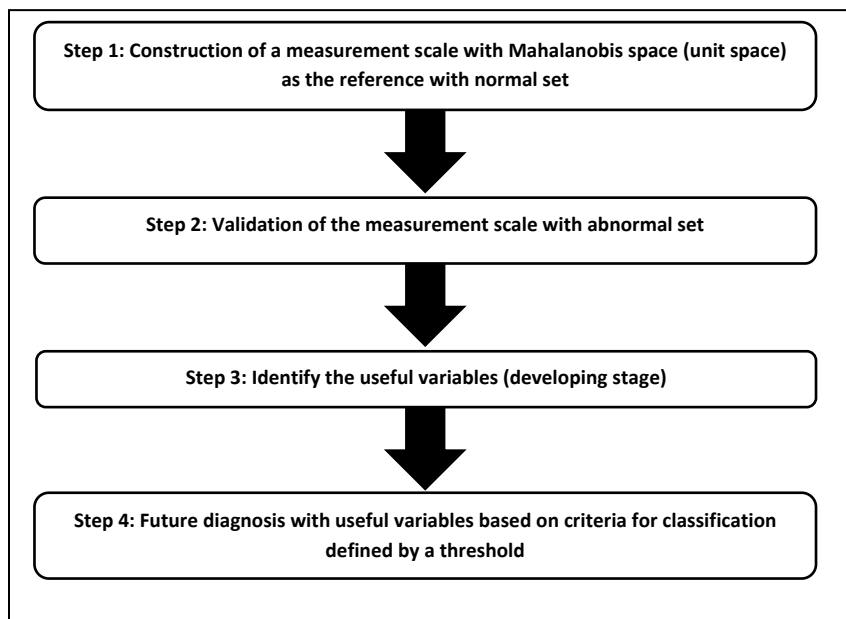 Step 1: Construction of a measurement scale with Mahalanobis space (unit space)
as the reference with normal set
Step 2: Validation of the measurement scale with abnormal set
Step 3: Identify the useful variables (developing stage)
Step 4: Future diagnosis with useful variables based on criteria for classification
defined by a threshold